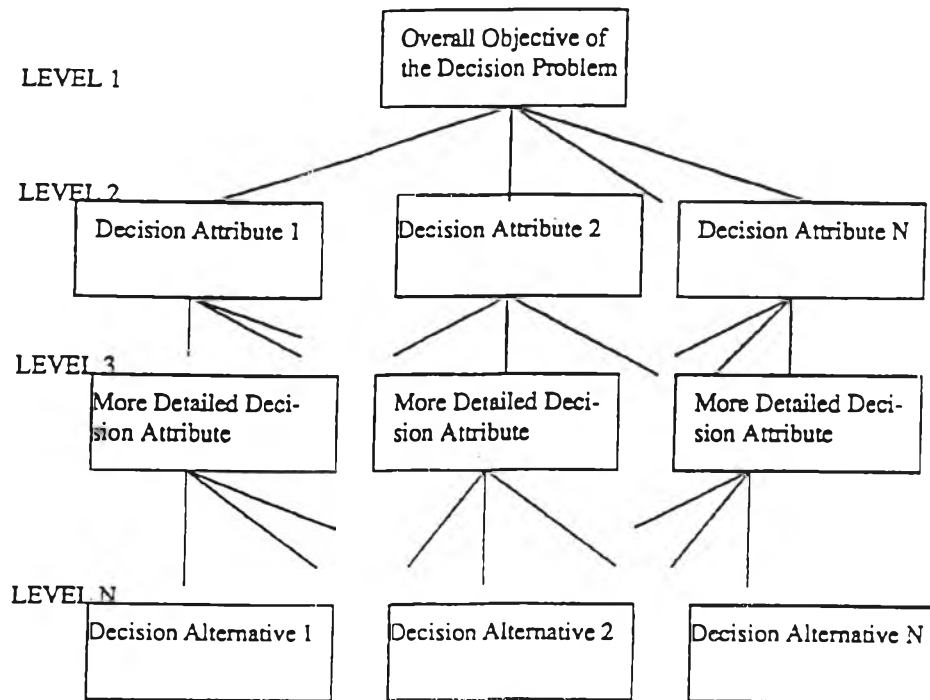 Overall Objective of
the Decision Problem
LEVEL 1
LEVEL 2
Decision Attribute 1
Decision Attribute 2
Decision Attribute N
LEVEL 3
More Detailed Deci-
sion Attribute
More Detailed Deci-
sion Attribute
More Detailed Deci-
sion Attribute
LEVEL N
Decision Alternative 1
Decision Alternative 2
Decision Alternative N